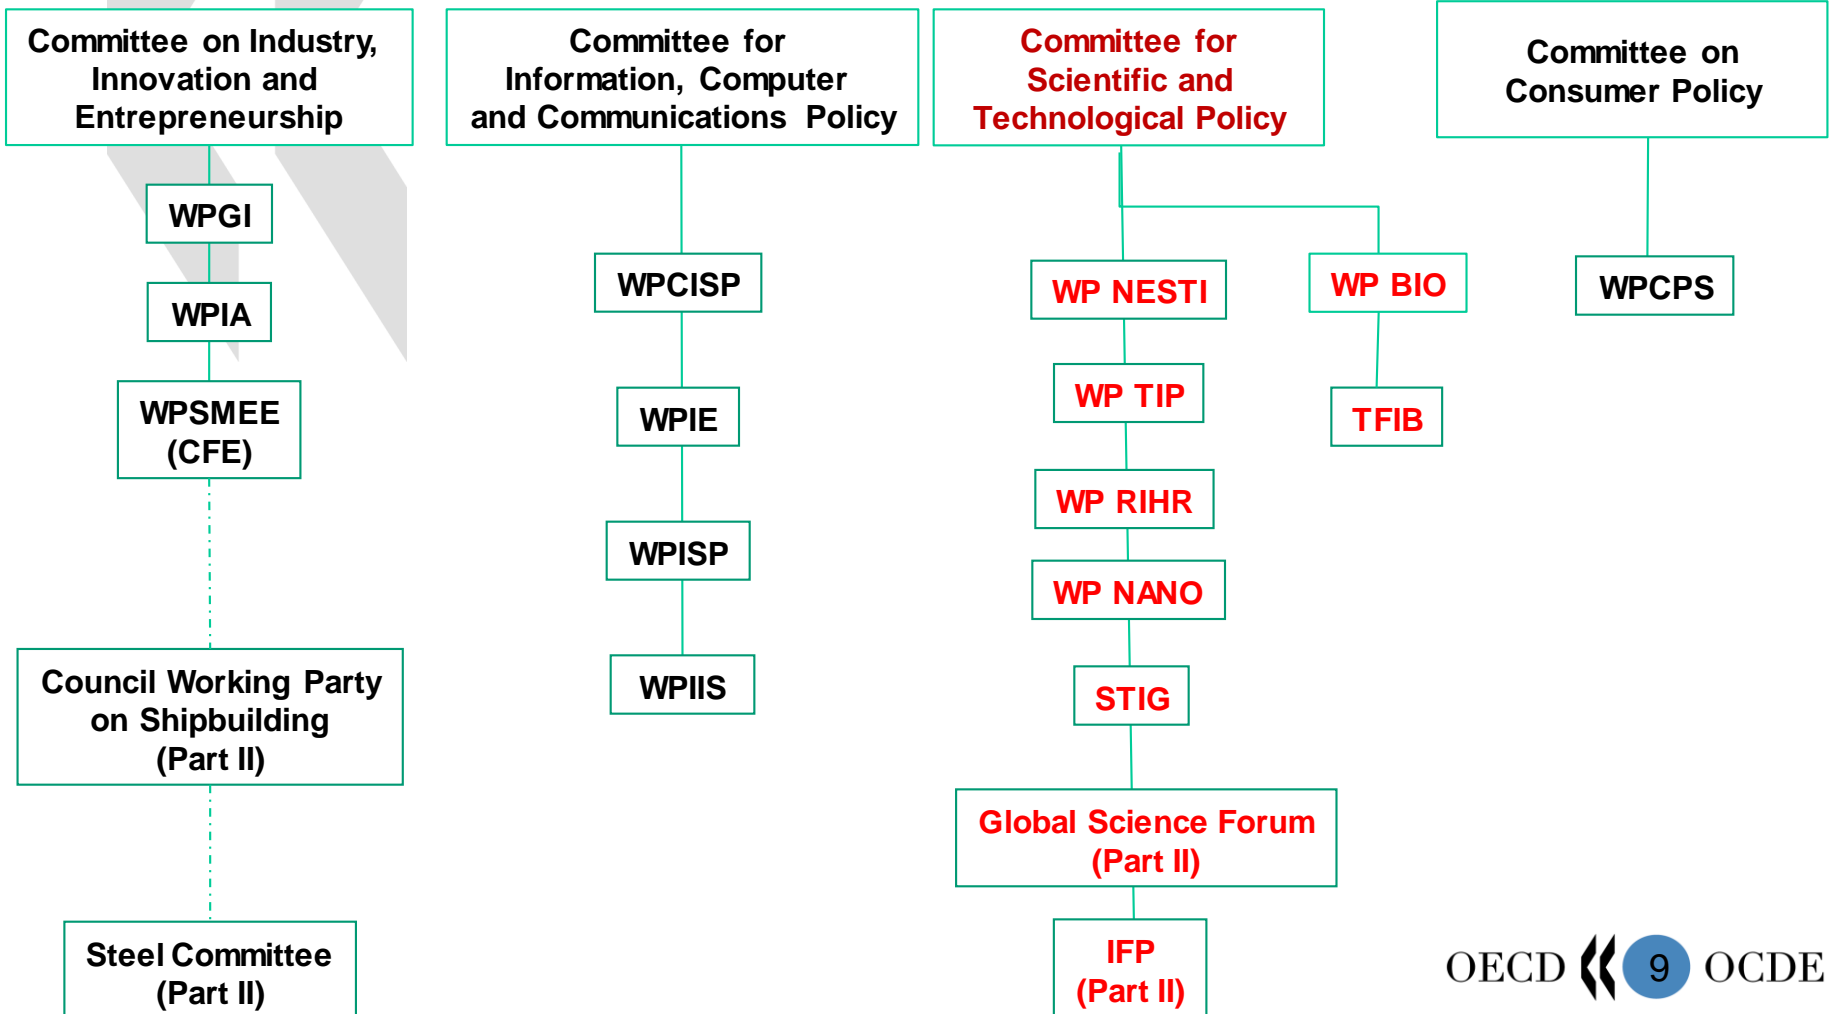 Committee on Industry,
Innovation and
Entrepreneurship
WPGI
WPIA
WPSMEE
(CFE)
Council Working Party
on Shipbuilding
(Part II)
Steel Committee
(Part II)
Committee for
Information, Computer
and Communications Policy
WPCISP
WPIE
WPISP
WPIIS
Committee for
Scientific and
Technological Policy
WP NESTI
WP TIP
WP RIHR
WP NANO
STIG
Global Science Forum
(Part II)
IFP
(Part II)
WP BIO
TFIB
Committee on
Consumer Policy
WPCPS
OECD 9 OCDE